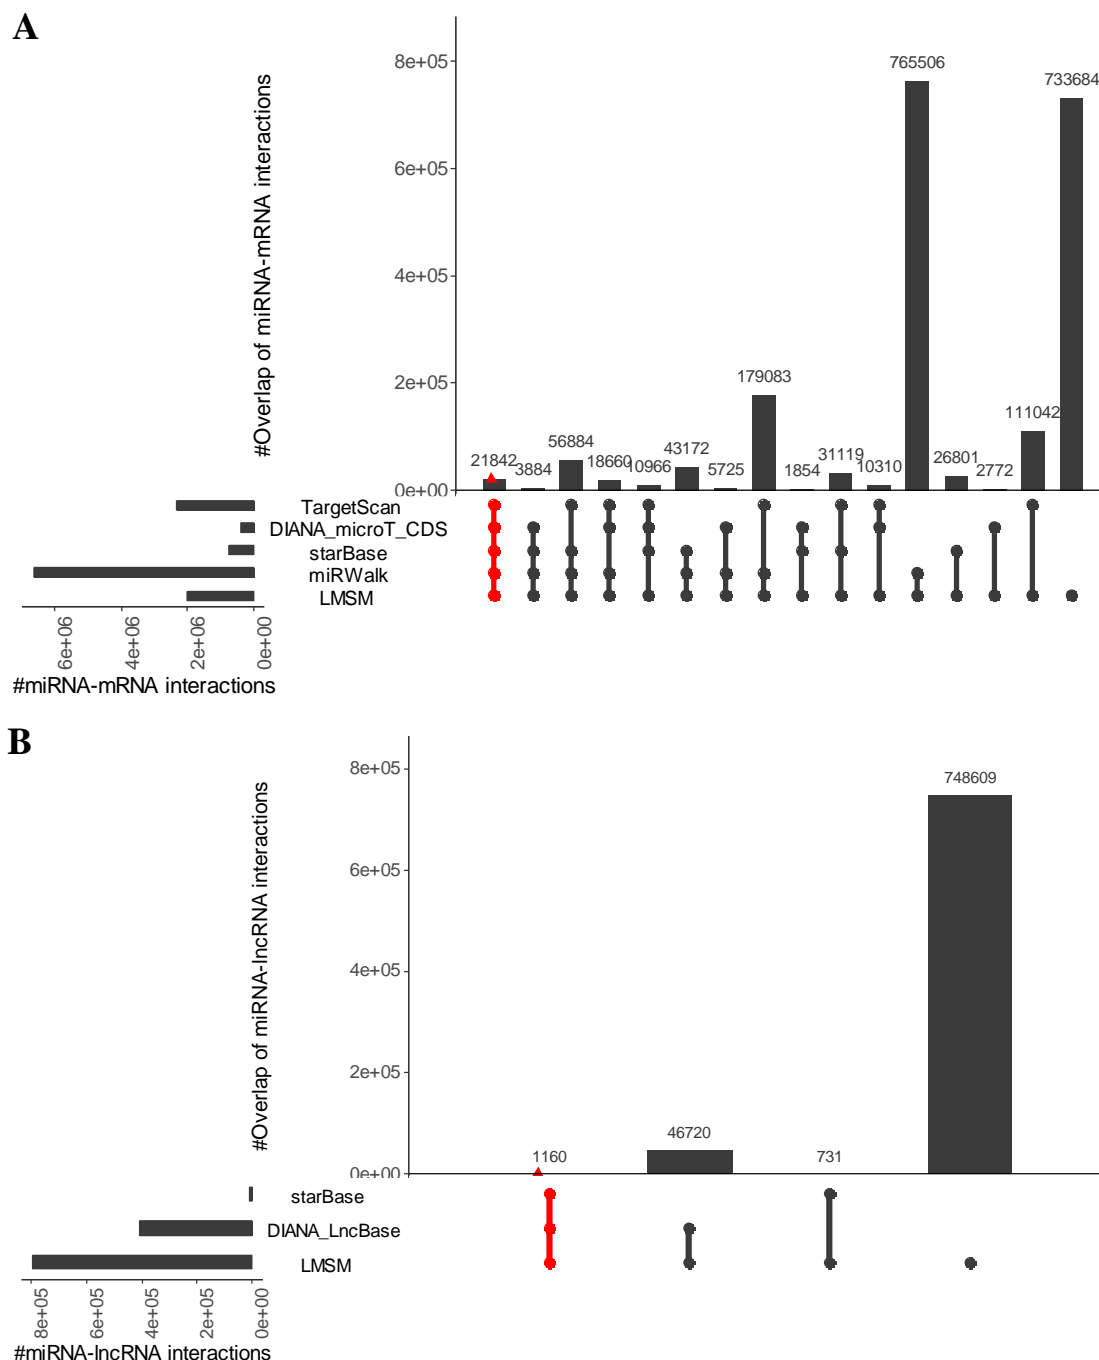 A
#Overlap of miRNA-mRNA interactions
8e+05
6e+05
4e+05
2e+05
0e+00
21842
3884
56884
18660
10966
43172
5725
179083
1854
31119
10310
765506
26801
2772
111042
733684
TargetScan
DIANA_microT_CDS
starBase
miRWalk
LMSM
6e+06
4e+06
2e+06
0e+00
#miRNA-mRNA interactions
B
#Overlap of miRNA-lncRNA interactions
8e+05
6e+05
4e+05
2e+05
0e+00
1160
46720
731
748609
starBase
DIANA_LncBase
LMSM
8e+05
6e+05
4e+05
2e+05
0e+00
#miRNA-lncRNA interactions